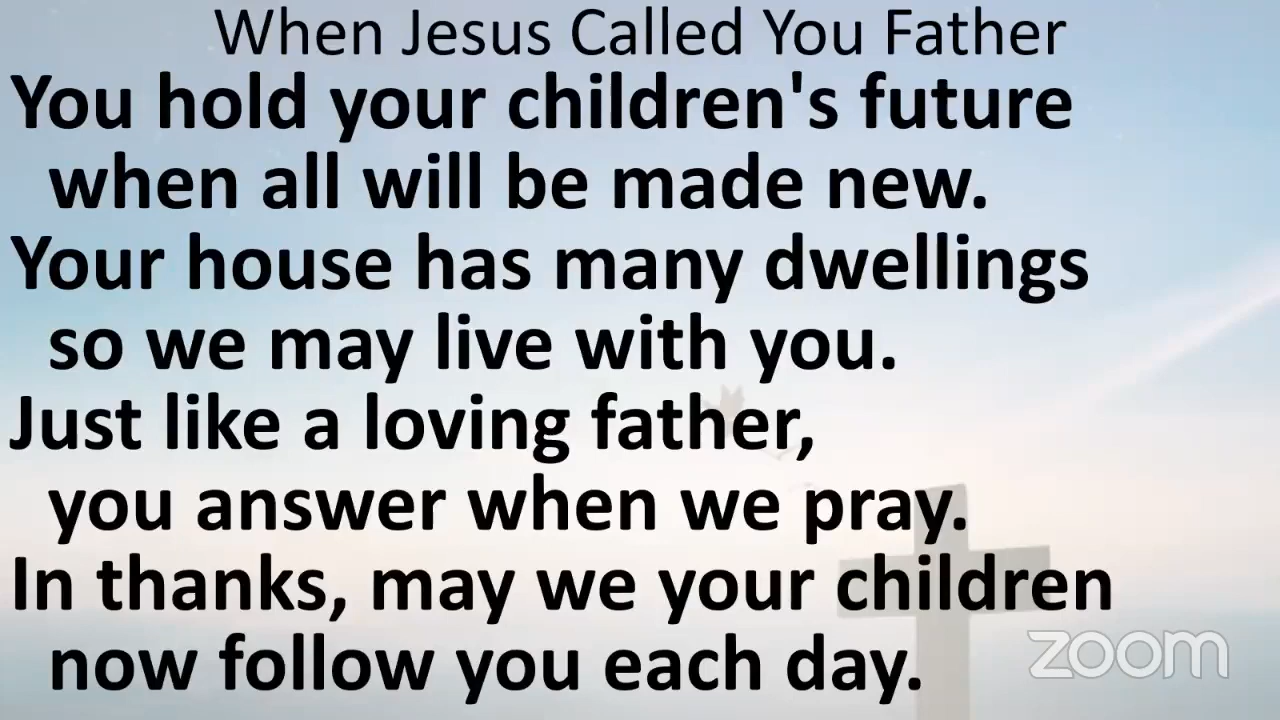 When Jesus Called You Father
You hold your children's future
when all will be made new.
Your house has many dwellings
so we may live with you.
Just like a loving father,
you answer when we pray.
In thanks, may we your children
now follow you each day.
zoom